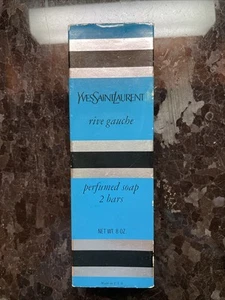 YVESSAINTLAURENT
rive gauche
perfumed soap
2 bars
NET WT. 6 OZ.